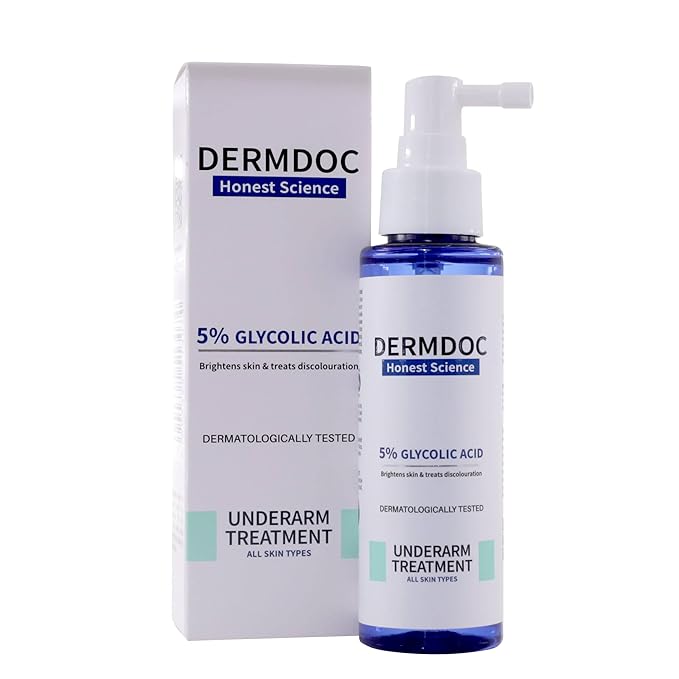 DERMDOC
Honest Science
5% GLYCOLIC ACID
Brightens skin & treats discolouration
DERMATOLOGICALLY TESTED
UNDERARM
TREATMENT
ALL SKIN TYPES
DERMDOC
Honest Science
5% GLYCOLIC ACID
Brightens skin & treats discolouration
DERMATOLOGICALLY TESTED
UNDERARM
TREATMENT
ALL SKIN TYPES